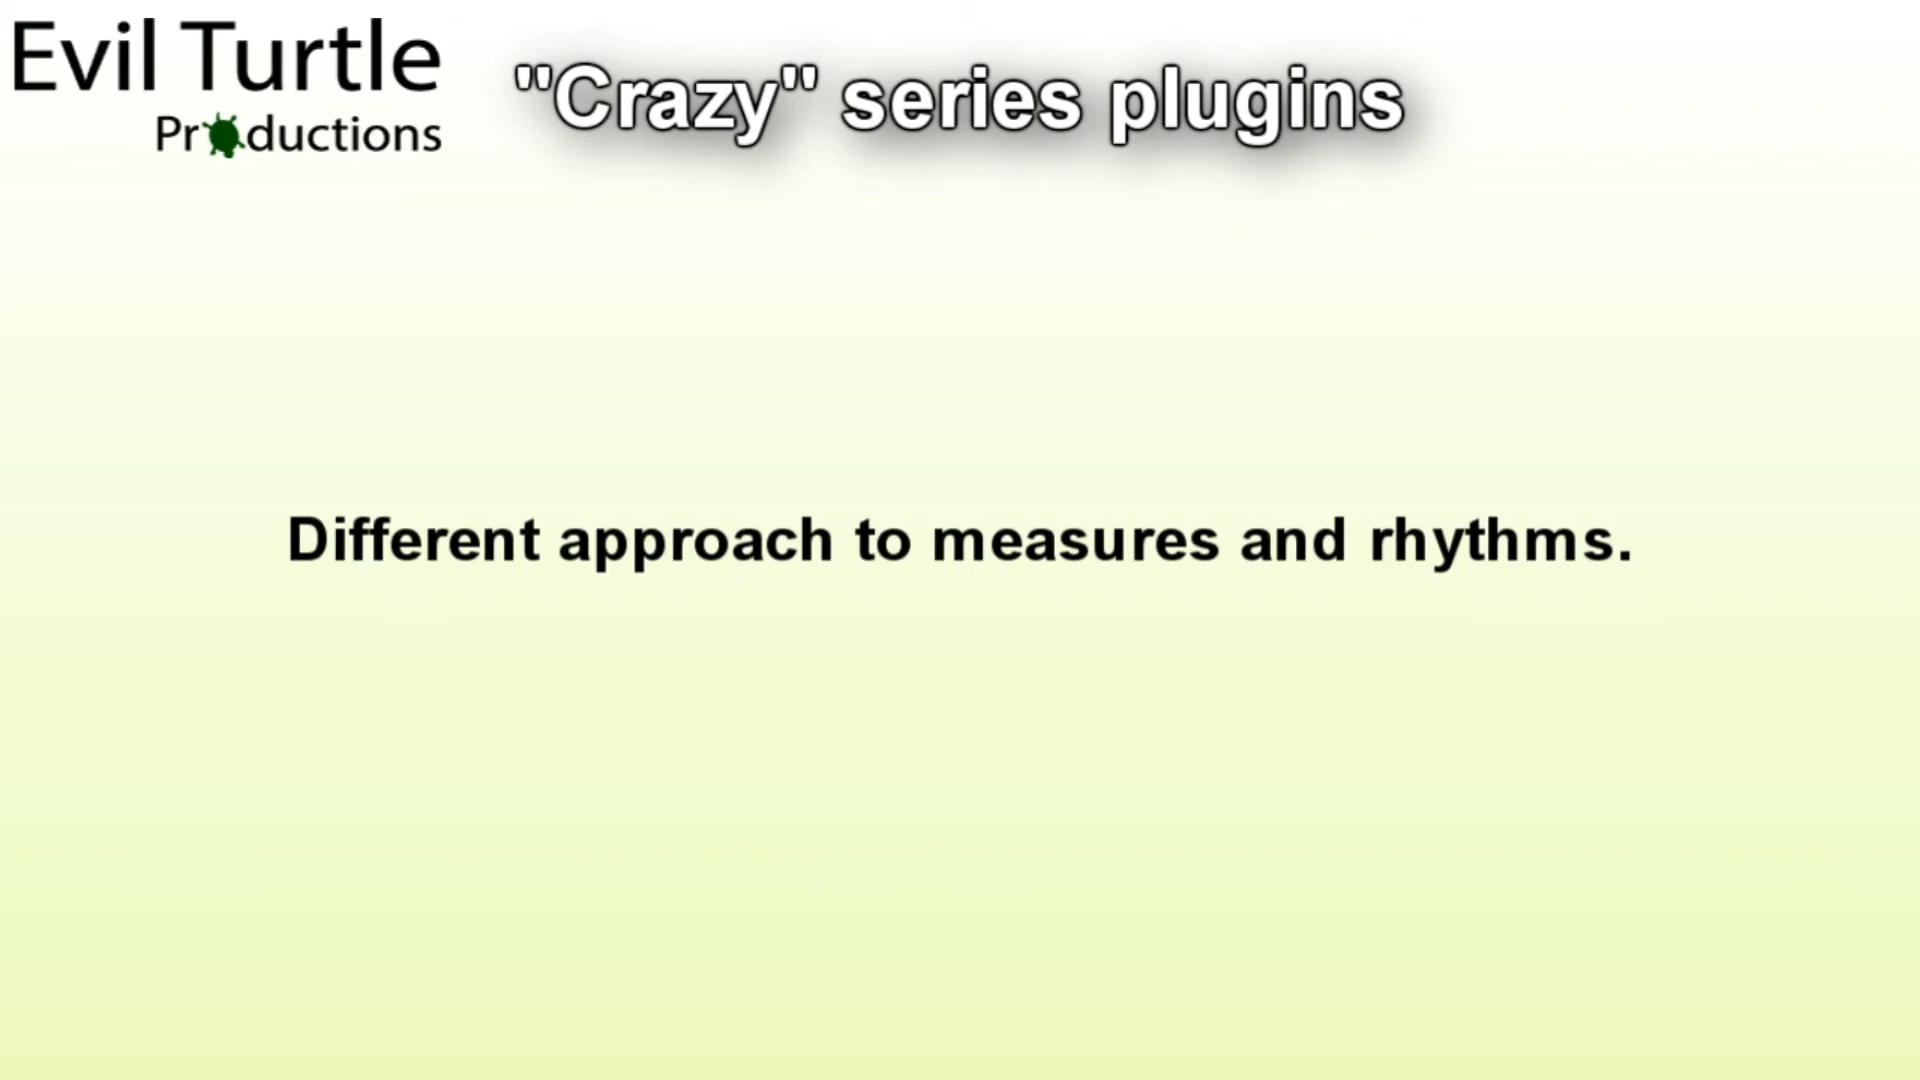 Evil Turtle
Productions
"Crazy" series plugins
Different approach to measures and rhythms.